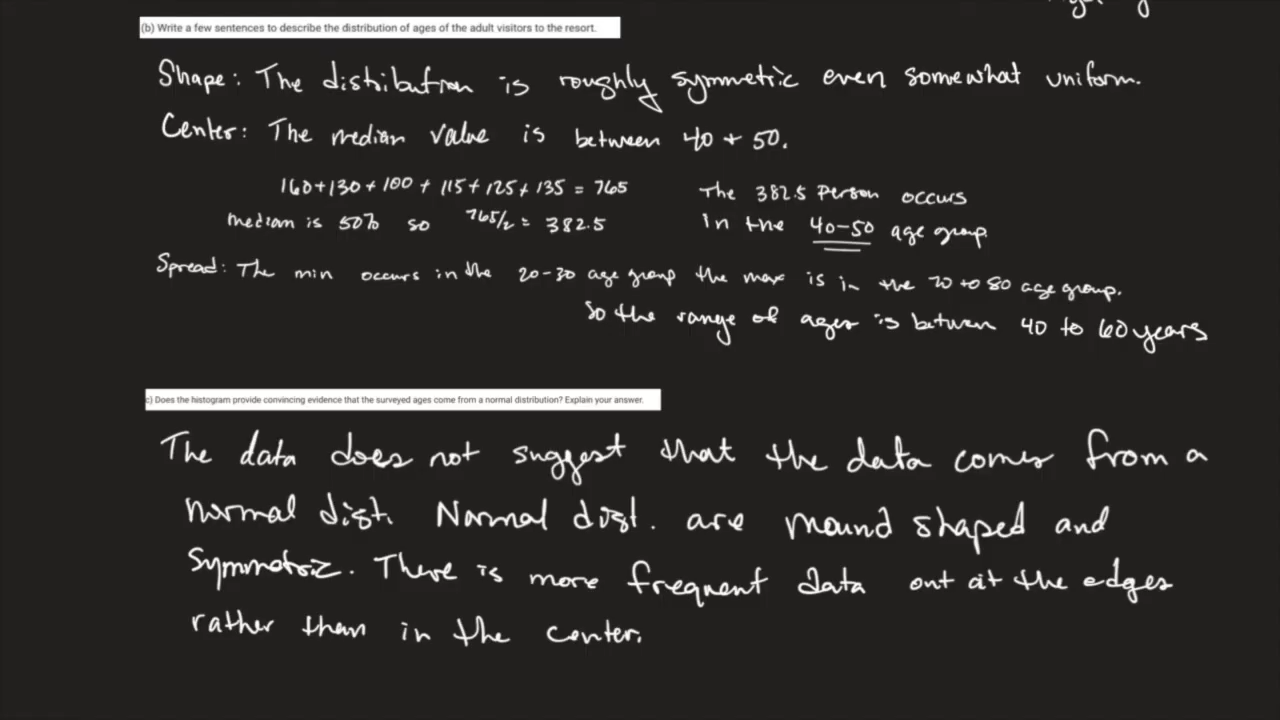 (b) Write a few sentences to describe the distribution of ages of the adult visitors to the resort.
Shape: The distribution is roughly symmetric even somewhat uniform.
Center: The median value is between 40 + 50.
160+130+100 + 115+125+135 = 765
The 382.5 person occurs
median is 50% so 765/2 = 382.5
in the 40-50 age group
Spread: The min occurs in the 20-30 age group the max is in the 70 to 80 age group.
So the range of ages is between 40 to 60 years
c) Does the histogram provide convincing evidence that the surveyed ages come from a normal distribution? Explain your answer.
The data does not suggest that the data comes from a
normal dist. Normal dist. are mound shaped and
symmetric. There is more frequent data out at the edges
rather than in the center.